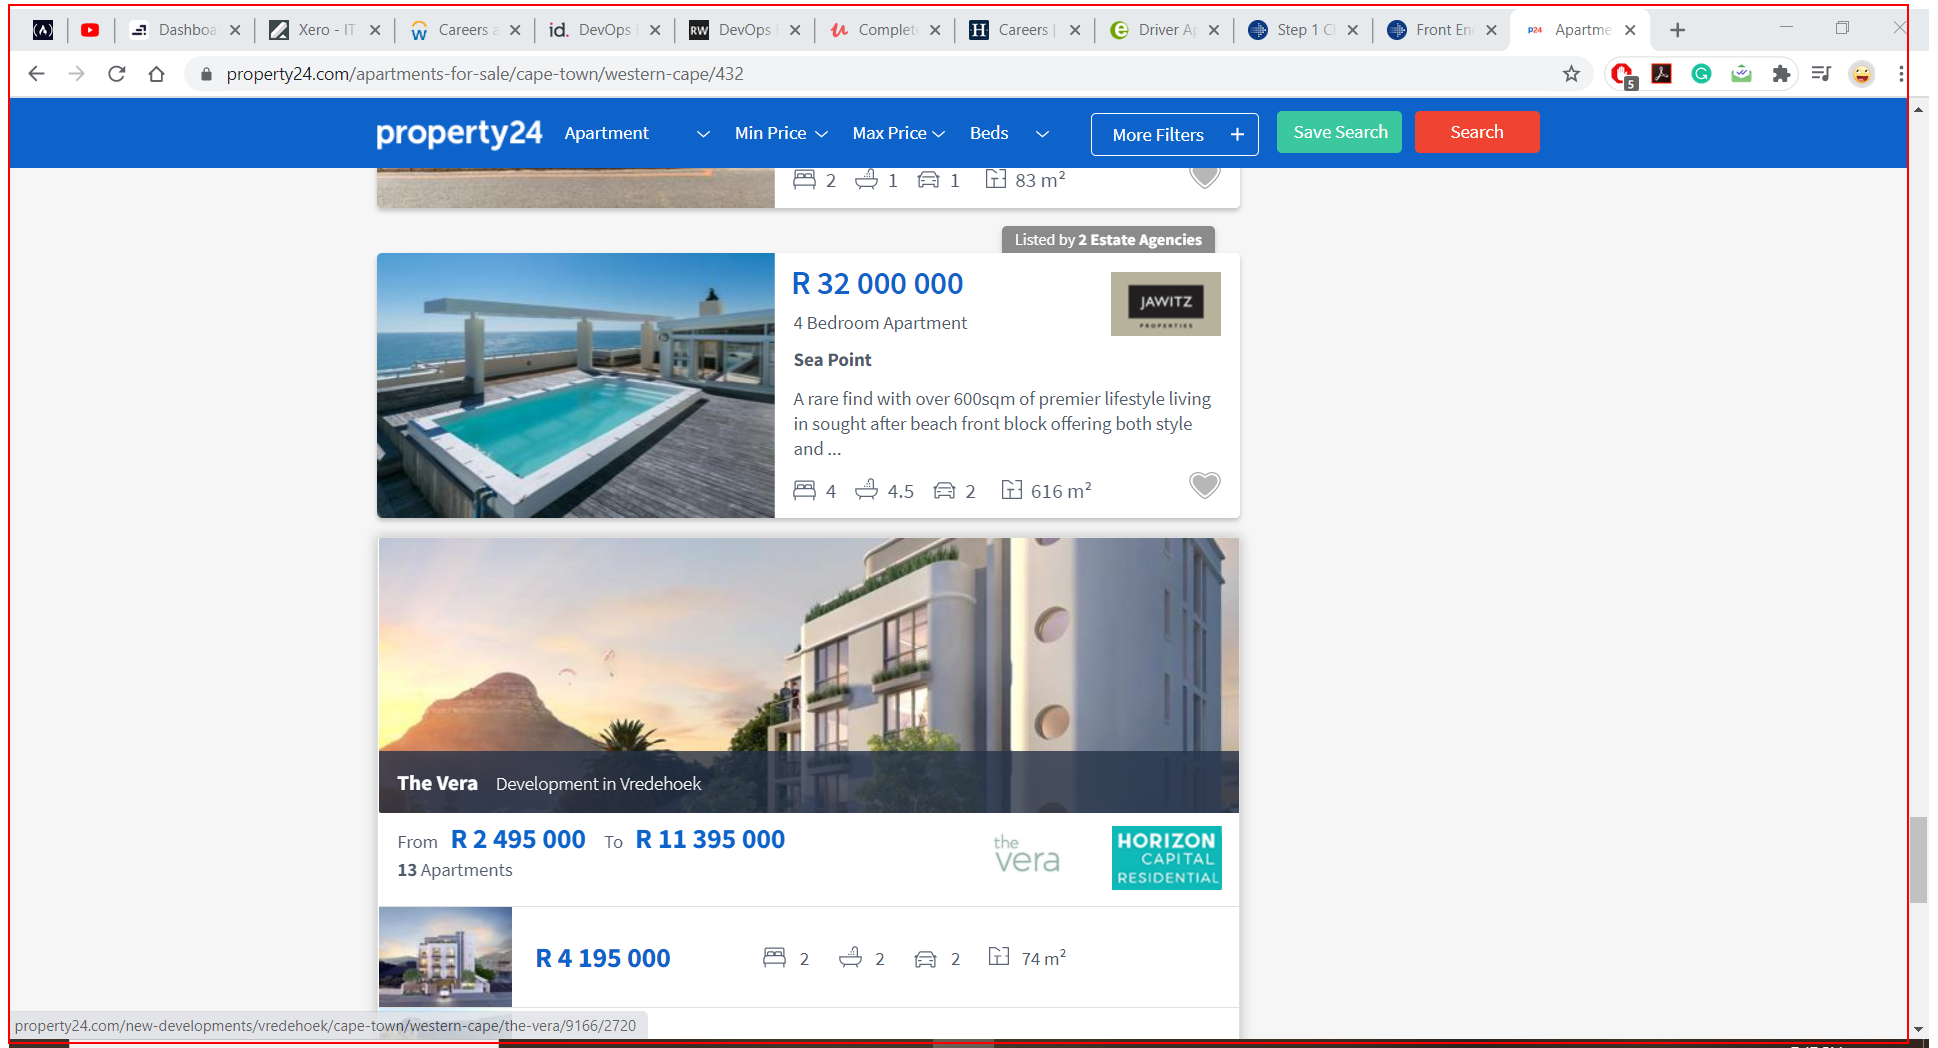 Dashboa
Xero - IT
Careers a
id. DevOps
RW DevOps
Complete
H Careers |
Driver Ap
Step 1 C
Front En
P24 Apartme
property24.com/apartments-for-sale/cape-town/western-cape/432
5
property24
Apartment
Min Price
Max Price
Beds
More Filters +
Save Search
Search
2 1 1 83 m²
Listed by 2 Estate Agencies
R 32 000 000
JAWITZ
PROPERTIES
4 Bedroom Apartment
Sea Point
A rare find with over 600sqm of premier lifestyle living
in sought after beach front block offering both style
and ...
4 4.5 2 616 m²
The Vera Development in Vredehoek
From R 2 495 000 To R 11 395 000
13 Apartments
the
vera
HORIZON
CAPITAL
RESIDENTIAL
R 4 195 000 2 2 2 74 m²
property24.com/new-developments/vredehoek/cape-town/western-cape/the-vera/9166/2720